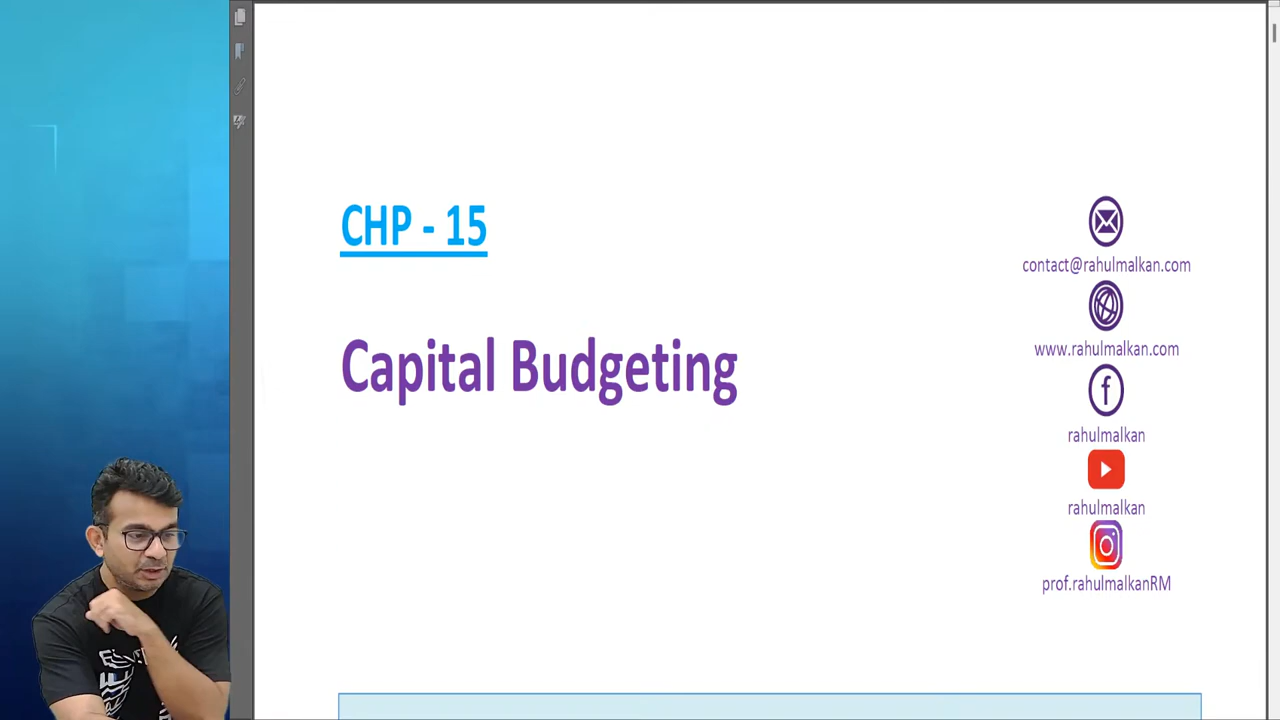 CHP - 15
Capital Budgeting
contact@rahulmalkan.com
www.rahulmalkan.com
rahulmalkan
rahulmalkan
prof.rahulmalkanRM